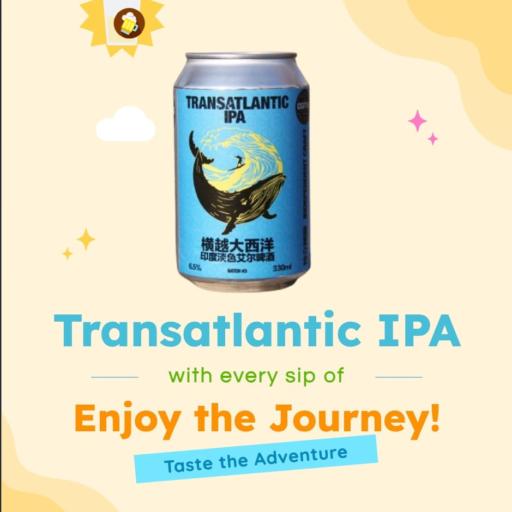 TRANSATLANTIC
IPA
横越大西洋
印度淡色艾尔啤酒
6.5%
330ml
Transatlantic IPA
with every sip of
Enjoy the Journey!
Taste the Adventure